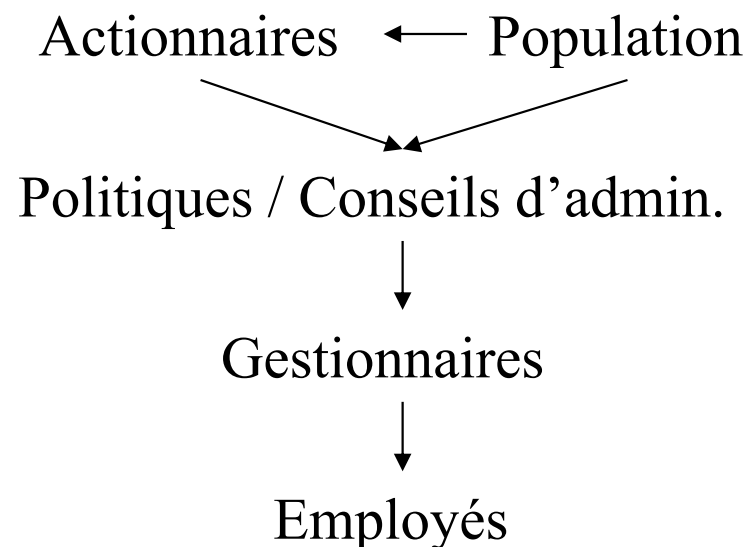 Actionnaires Population
Politiques / Conseils d’admin.
Gestionnaires
Employés